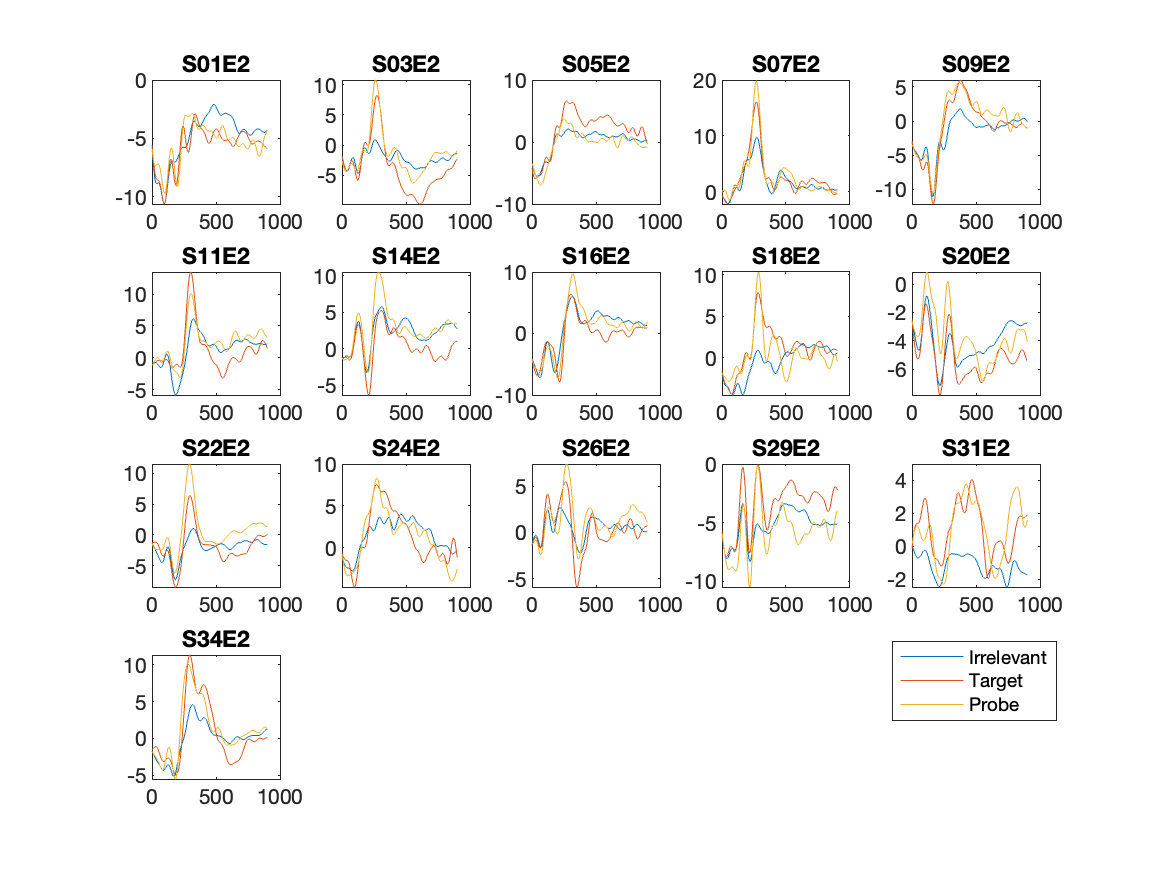 S01E2 S03E2 S05E2 S07E2 S09E2
0 10 10 20 5
-5 5 0 10 0
-10 0 -10 0 -5
-5 -10
0 500 1000 0 500 1000 0 500 1000 0 500 1000 0 500 1000
S11E2 S14E2 S16E2 S18E2 S20E2
10 10 10 10 0
5 5 0 5 -2
0 0 -10 0 -4
-5 -5 -6
0 500 1000 0 500 1000 0 500 1000 0 500 1000 0 500 1000
S22E2 S24E2 S26E2 S29E2 S31E2
10 10 5 0 4
5 5 0 -5 2
0 0 -5 -10 0
-5 -2
0 500 1000 0 500 1000 0 500 1000 0 500 1000 0 500 1000
S34E2
10
5
0
-5
0 500 1000
Irrelevant
Target
Probe